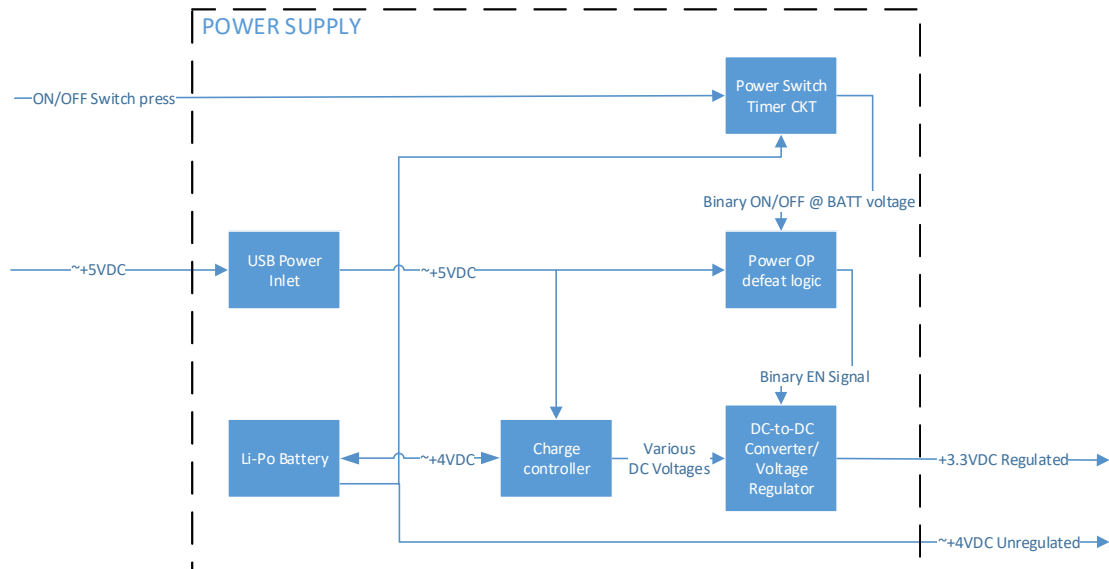 POWER SUPPLY
ON/OFF Switch press
Power Switch
Timer CKT
Binary ON/OFF @ BATT voltage
~+5VDC
USB Power
Inlet
~+5VDC
Power OP
defeat logic
Binary EN Signal
Li-Po Battery
~+4VDC
Charge
controller
Various
DC Voltages
DC-to-DC
Converter/
Voltage
Regulator
+3.3VDC Regulated
~+4VDC Unregulated